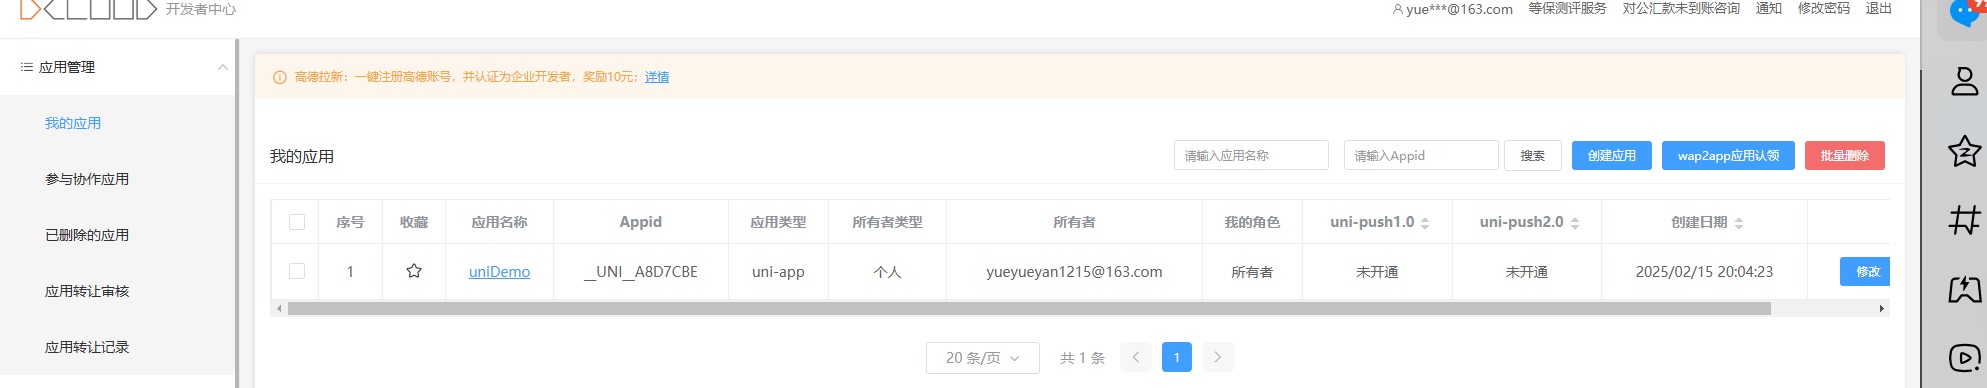 DCLOUD 开发者中心
yue***@163.com 等保测评服务 对公汇款未到账咨询 通知 修改密码 退出
应用管理
我的应用
参与协作应用
已删除的应用
应用转让审核
应用转让记录
高德拉新：一键注册高德账号，并认证为企业开发者，奖励10元；详情
我的应用 请输入应用名称 请输入Appid 搜索 创建应用 wap2app应用认领 批量删除
序号 收藏 应用名称 Appid 应用类型 所有者类型 所有者 我的角色 uni-push1.0 uni-push2.0 创建日期
1 uniDemo __UNI__A8D7CBE uni-app 个人 yueyueyan1215@163.com 所有者 未开通 未开通 2025/02/15 20:04:23 修改
20 条/页 共 1 条 1